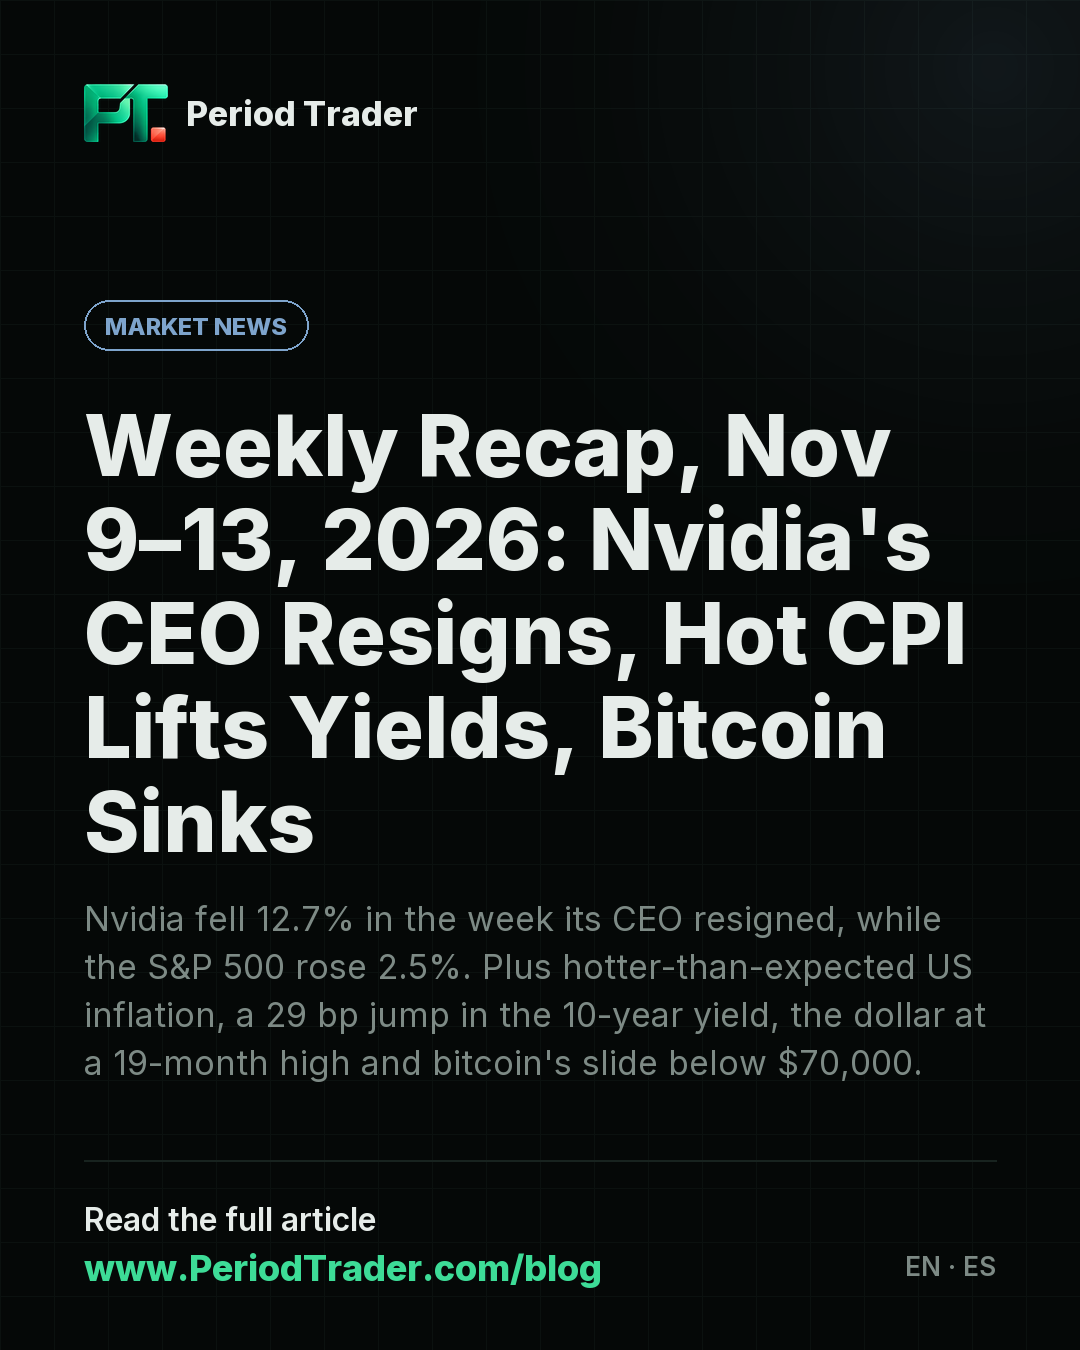 PT.
Period Trader
MARKET NEWS
Weekly Recap, Nov
9–13, 2026: Nvidia's
CEO Resigns, Hot CPI
Lifts Yields, Bitcoin
Sinks
Nvidia fell 12.7% in the week its CEO resigned, while
the S&P 500 rose 2.5%. Plus hotter-than-expected US
inflation, a 29 bp jump in the 10-year yield, the dollar at
a 19-month high and bitcoin's slide below $70,000.
Read the full article
www.PeriodTrader.com/blog
EN · ES